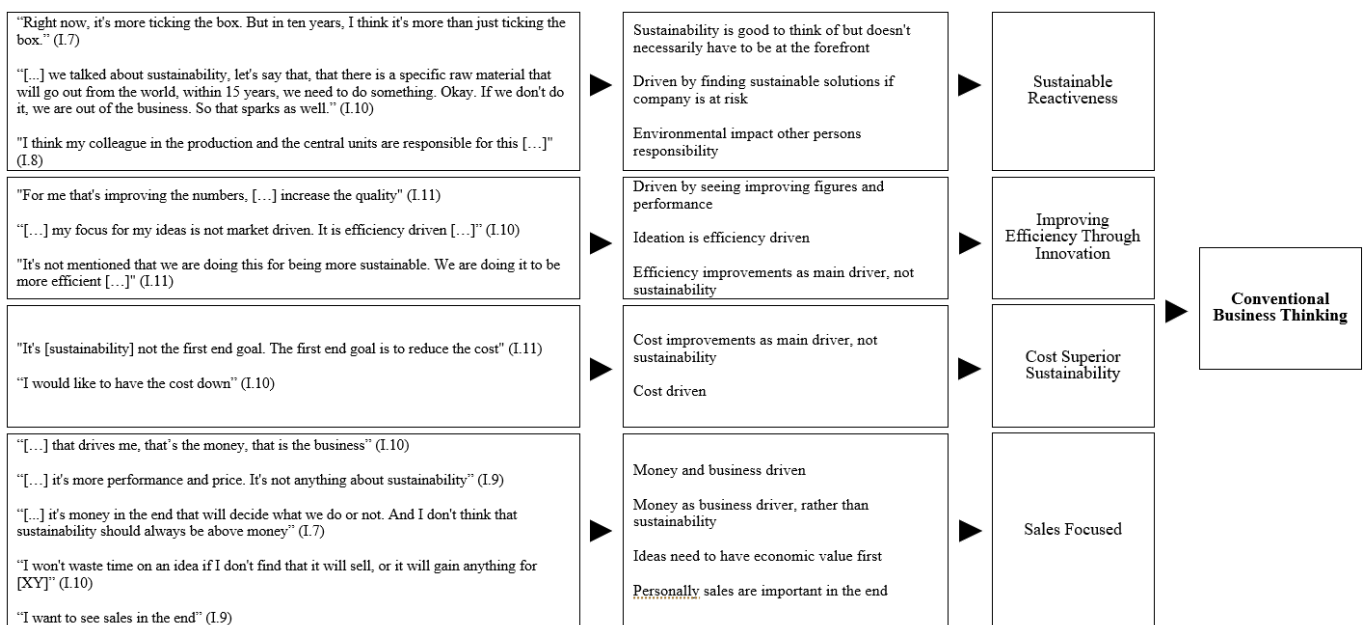 “Right now, it's more ticking the box. But in ten years, I think it's more than just ticking the
box.” (I.7)
“[...] we talked about sustainability, let's say that, that there is a specific raw material that
will go out from the world, within 15 years, we need to do something. Okay. If we don't do
it, we are out of the business. So that sparks as well.” (I.10)
"I think my colleague in the production and the central units are responsible for this […]"
(I.8)
Sustainability is good to think of but doesn't
necessarily have to be at the forefront
Driven by finding sustainable solutions if
company is at risk
Environmental impact other persons
responsibility
Sustainable
Reactiveness
"For me that's improving the numbers, […] increase the quality" (I.11)
“[…] my focus for my ideas is not market driven. It is efficiency driven […]” (I.10)
"It's not mentioned that we are doing this for being more sustainable. We are doing it to be
more efficient […]" (I.11)
Driven by seeing improving figures and
performance
Ideation is efficiency driven
Efficiency improvements as main driver, not
sustainability
Improving
Efficiency Through
Innovation
"It's [sustainability] not the first end goal. The first end goal is to reduce the cost" (I.11)
“I would like to have the cost down” (I.10)
Cost improvements as main driver, not
sustainability
Cost driven
Cost Superior
Sustainability
“[…] that drives me, that’s the money, that is the business” (I.10)
“[…] it's more performance and price. It's not anything about sustainability” (I.9)
“[...] it's money in the end that will decide what we do or not. And I don't think that
sustainability should always be above money” (I.7)
“I won't waste time on an idea if I don't find that it will sell, or it will gain anything for
[XY]” (I.10)
“I want to see sales in the end” (I.9)
Money and business driven
Money as business driver, rather than
sustainability
Ideas need to have economic value first
Personally sales are important in the end
Sales Focused
Conventional
Business Thinking